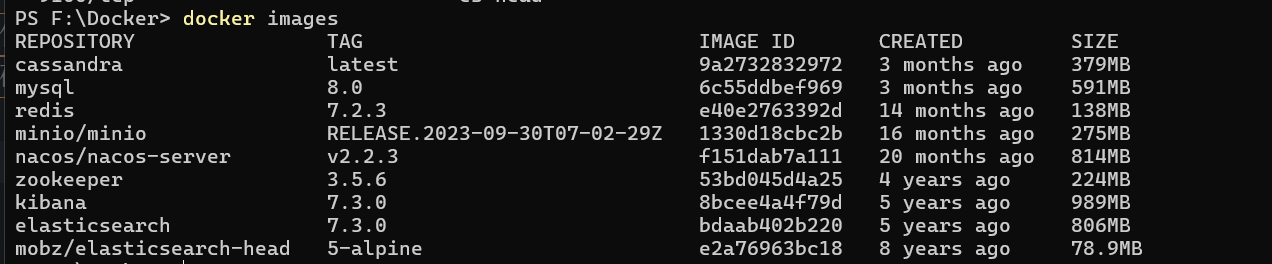 PS F:\Docker> docker images
REPOSITORY TAG IMAGE ID CREATED SIZE
cassandra latest 9a2732832972 3 months ago 379MB
mysql 8.0 6c55ddbef969 3 months ago 591MB
redis 7.2.3 e40e2763392d 14 months ago 138MB
minio/minio RELEASE.2023-09-30T07-02-29Z 1330d18cbc2b 16 months ago 275MB
nacos/nacos-server v2.2.3 f151dab7a111 20 months ago 814MB
zookeeper 3.5.6 53bd045d4a25 4 years ago 224MB
kibana 7.3.0 8bcee4a4f79d 5 years ago 989MB
elasticsearch 7.3.0 bdaab402b220 5 years ago 806MB
mobz/elasticsearch-head 5-alpine e2a76963bc18 8 years ago 78.9MB